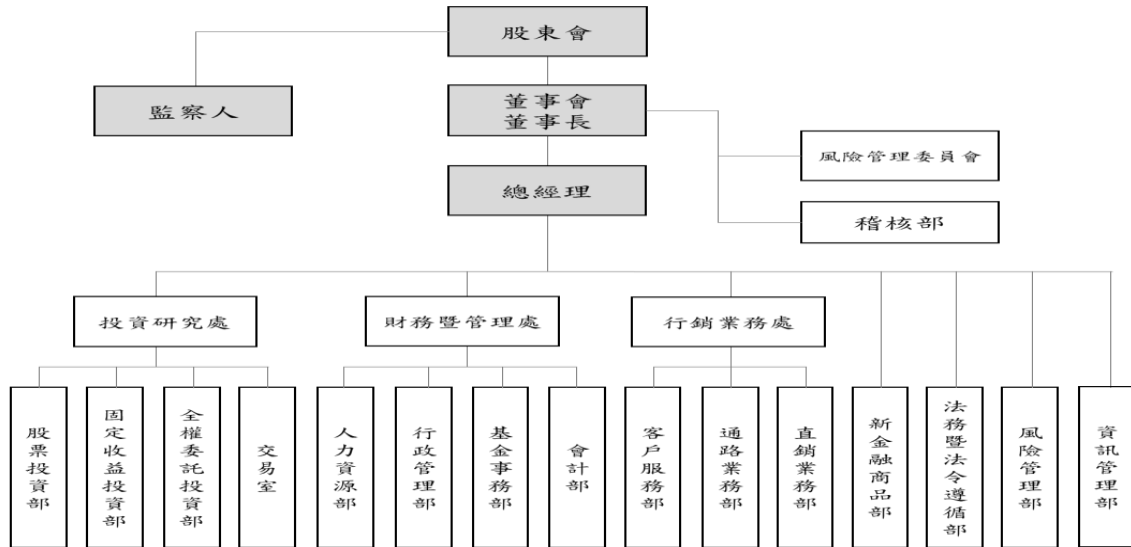 股東會
監察人
董事會
董事長
風險管理委員會
總經理
稽核部
投資研究處
財務暨管理處
行銷業務處
股票投資部
固定收益投資部
全權委託投資部
交易室
人力資源部
行政管理部
基金事務部
會計部
客戶服務部
通路業務部
直銷業務部
新金融商品部
法務暨法令遵循部
風險管理部
資訊管理部